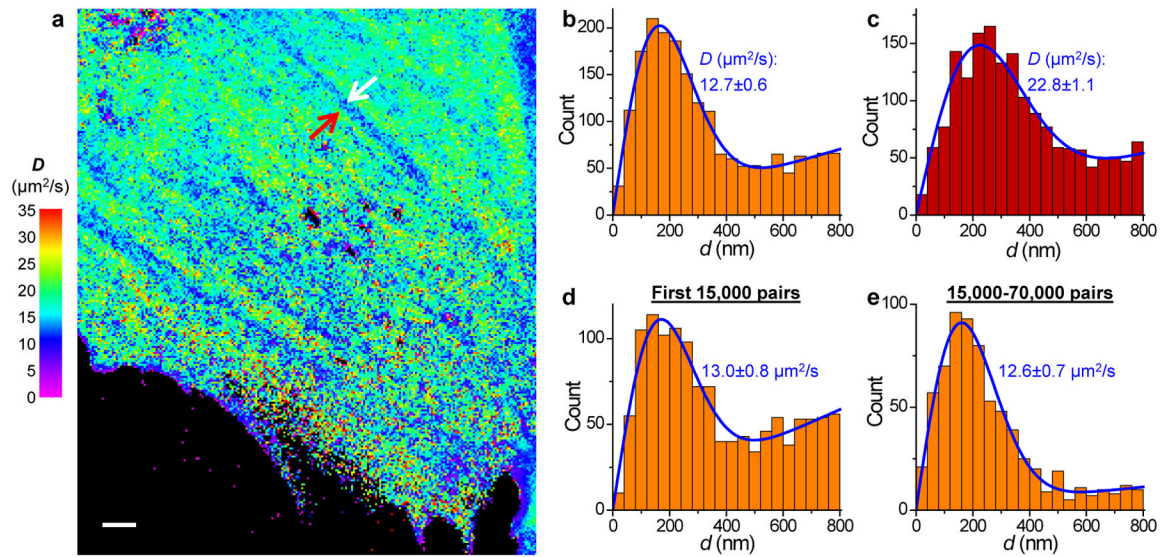 a
D
(μm²/s)
35
30
25
20
15
10
5
0
b
200
150
100
50
0
Count
D (μm²/s):
12.7±0.6
0 200 400 600 800
d (nm)
c
150
100
50
0
Count
D (μm²/s):
22.8±1.1
0 200 400 600 800
d (nm)
d
First 15,000 pairs
100
50
0
Count
13.0±0.8 μm²/s
0 200 400 600 800
d (nm)
e
15,000-70,000 pairs
100
50
0
Count
12.6±0.7 μm²/s
0 200 400 600 800
d (nm)